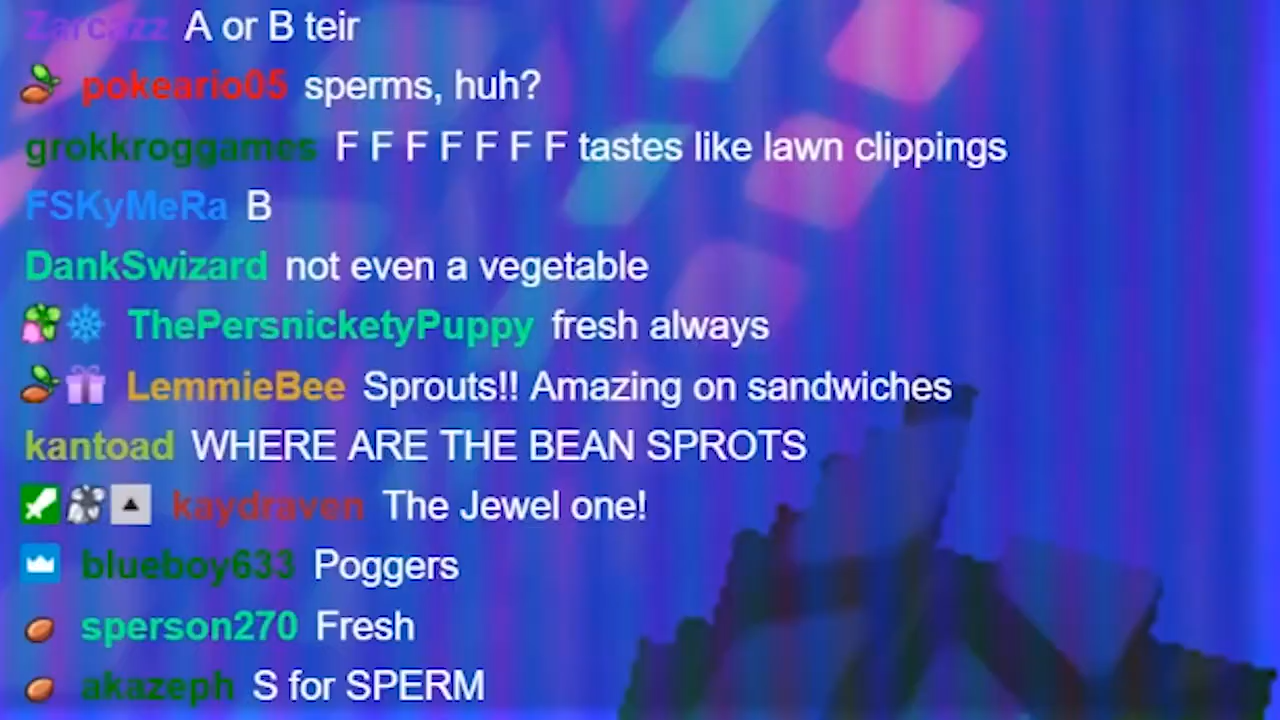 Zarcazz A or B teir
pokeario05 sperms, huh?
grokkroggames F F F F F F F tastes like lawn clippings
FSKyMeRa B
DankSwizard not even a vegetable
ThePersnicketyPuppy fresh always
LemmieBee Sprouts!! Amazing on sandwiches
kantoad WHERE ARE THE BEAN SPROTS
kaydraven The Jewel one!
blueboy633 Poggers
sperson270 Fresh
akazeph S for SPERM